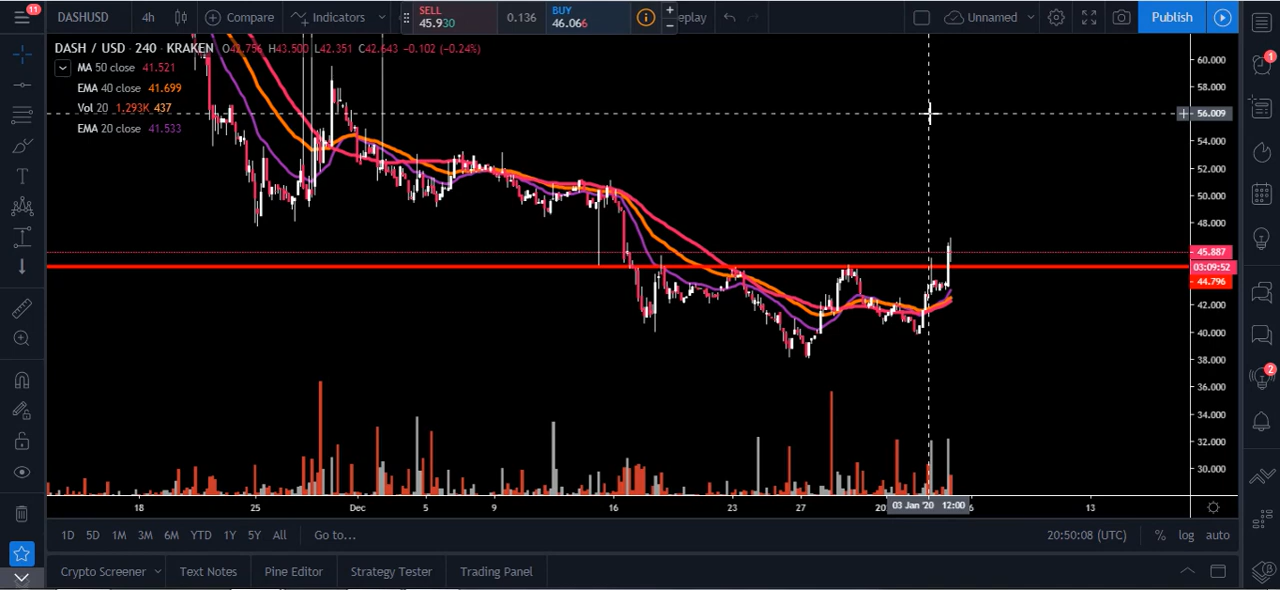 11
DASHUSD 4h Compare Indicators SELL 45.930 0.136 BUY 46.066 eplay Unnamed Publish
DASH / USD · 240 · KRAKEN O42.756 H43.500 L42.351 C42.643 -0.102 (-0.24%)
MA 50 close 41.521
EMA 40 close 41.699
Vol 20 1.293K 437
EMA 20 close 41.533
60.000
58.000
56.009
54.000
52.000
50.000
48.000
45.887
03:09:52
44.796
42.000
40.000
38.000
36.000
34.000
32.000
30.000
1
2
18 25 Dec 5 9 16 23 27 20 03 Jan '20 12:00 6 13
1D 5D 1M 3M 6M YTD 1Y 5Y All Go to... 20:50:08 (UTC) % log auto
Crypto Screener Text Notes Pine Editor Strategy Tester Trading Panel